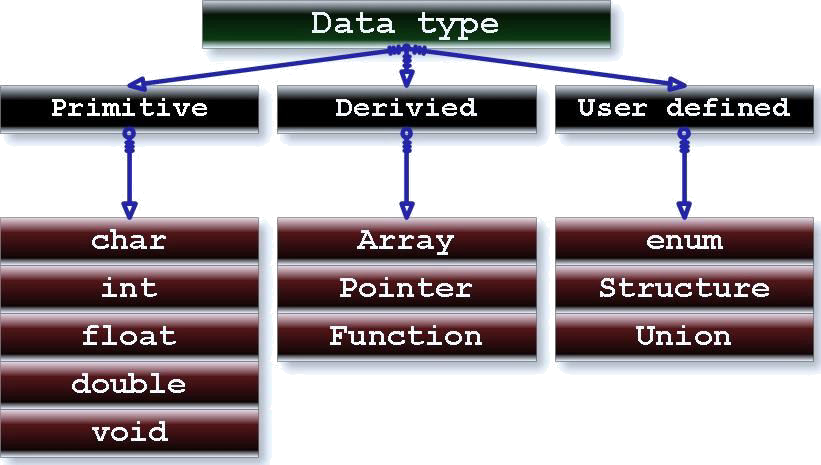 Data type
Primitive
Derivied
User defined
char
int
float
double
void
Array
Pointer
Function
enum
Structure
Union